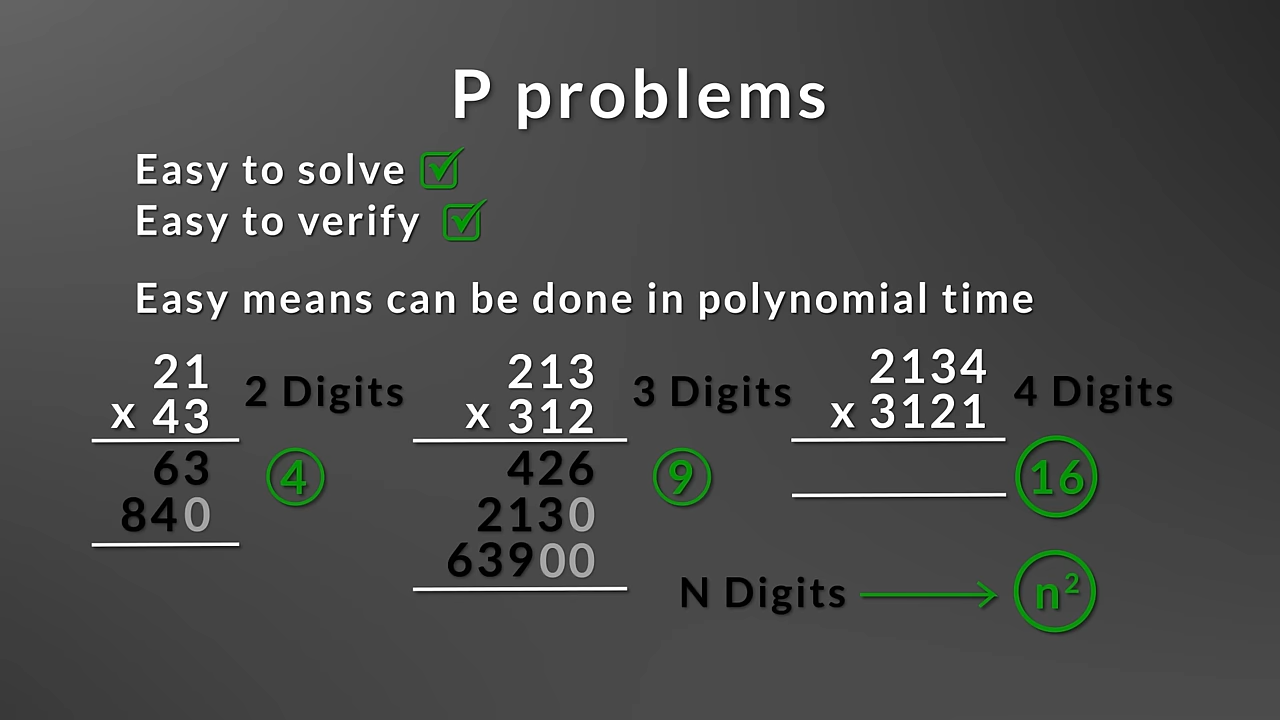 P problems
Easy to solve
Easy to verify
Easy means can be done in polynomial time
21
x 43
2 Digits
63
840
4
213
x 312
3 Digits
426
2130
63900
9
2134
x 3121
4 Digits
16
N Digits → n²